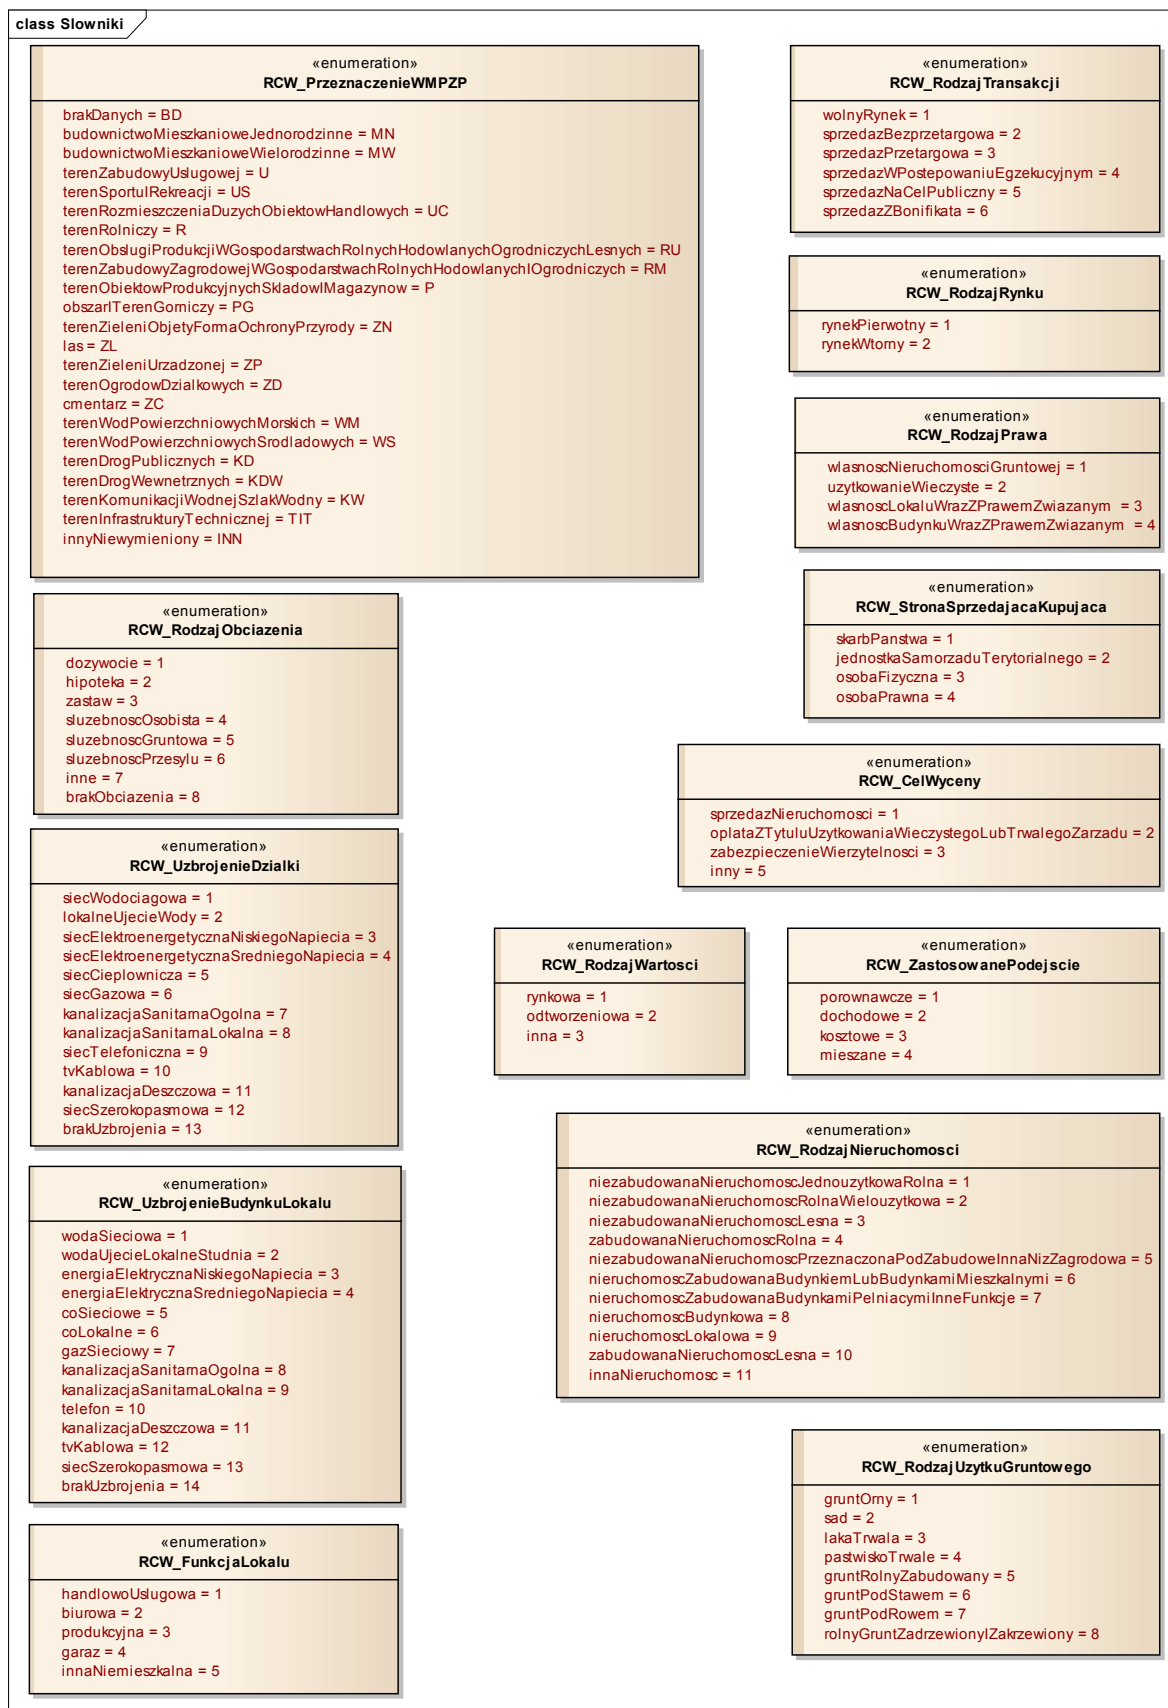 class Slowniki
«enumeration»
RCW_PrzeznaczenieWMPZP
brakDanych = BD
budownictwoMieszkanioweJednorodzinne = MN
budownictwoMieszkanioweWielorodzinne = MW
terenZabudowyUslugowej = U
terenSportuIRekreacji = US
terenRozmieszczeniaDuzychObiektowHandlowych = UC
terenRolniczy = R
terenObslugiProdukcjiWGospodarstwachRolnychHodowlanychOgrodniczychLesnych = RU
terenZabudowyZagrodowejWGospodarstwachRolnychHodowlanychIOgrodniczych = RM
terenObiektowProdukcyjnychSkladowIMagazynow = P
obszarITerenGorniczy = PG
terenZieleniObjetyFormaOchronyPrzyrody = ZN
las = ZL
terenZieleniUrzadzonej = ZP
terenOgrodowDzialkowych = ZD
cmentarz = ZC
terenWodPowierzchniowychMorskich = WM
terenWodPowierzchniowychSrodladowych = WS
terenDrogPublicznych = KD
terenDrogWewnetrznych = KDW
terenKomunikacjiWodnejSzlakWodny = KW
terenInfrastrukturyTechnicznej = TIT
innyNiewymieniony = INN
«enumeration»
RCW_RodzajTransakcji
wolnyRynek = 1
sprzedazBezprzetargowa = 2
sprzedazPrzetargowa = 3
sprzedazWPostepowaniuEgzekucyjnym = 4
sprzedazNaCelPubliczny = 5
sprzedazZBonifikata = 6
«enumeration»
RCW_RodzajRynku
rynekPierwotny = 1
rynekWtorny = 2
«enumeration»
RCW_RodzajPrawa
wlasnoscNieruchomosciGruntowej = 1
uzytkowanieWieczyste = 2
wlasnoscLokaluWrazZPrawemZwiazanym = 3
wlasnoscBudynkuWrazZPrawemZwiazanym = 4
«enumeration»
RCW_StronaSprzedajacaKupujaca
skarbPanstwa = 1
jednostkaSamorzaduTerytorialnego = 2
osobaFizyczna = 3
osobaPrawna = 4
«enumeration»
RCW_RodzajObciazenia
dozywocie = 1
hipoteka = 2
zastaw = 3
sluzebnoscOsobista = 4
sluzebnoscGruntowa = 5
sluzebnoscPrzesylu = 6
inne = 7
brakObciazenia = 8
«enumeration»
RCW_CelWyceny
sprzedazNieruchomosci = 1
oplataZTytuluUzytkowaniaWieczystegoLubTrwalegoZarzadu = 2
zabezpieczenieWierzytelnosci = 3
inny = 5
«enumeration»
RCW_UzbrojenieDzialki
siecWodociagowa = 1
lokalneUjecieWody = 2
siecElektroenergetycznaNiskiegoNapiecia = 3
siecElektroenergetycznaSredniegoNapiecia = 4
siecCieplownicza = 5
siecGazowa = 6
kanalizacjaSanitarnaOgolna = 7
kanalizacjaSanitarnaLokalna = 8
siecTelefoniczna = 9
tvKablowa = 10
kanalizacjaDeszczowa = 11
siecSzerokopasmowa = 12
brakUzbrojenia = 13
«enumeration»
RCW_RodzajWartosci
rynkowa = 1
odtworzeniowa = 2
inna = 3
«enumeration»
RCW_ZastosowanePodejscie
porownawcze = 1
dochodowe = 2
kosztowe = 3
mieszane = 4
«enumeration»
RCW_RodzajNieruchomosci
niezabudowanaNieruchomoscJednouzytkowaRolna = 1
niezabudowanaNieruchomoscRolnaWielouzytkowa = 2
niezabudowanaNieruchomoscLesna = 3
zabudowanaNieruchomoscRolna = 4
niezabudowanaNieruchomoscPrzeznaczonaPodZabudoweInnaNizZagrodowa = 5
nieruchomoscZabudowanaBudynkiemLubBudynkamiMieszkalnymi = 6
nieruchomoscZabudowanaBudynkamiPelniacymiInneFunkcje = 7
nieruchomoscBudynkowa = 8
nieruchomoscLokalowa = 9
zabudowanaNieruchomoscLesna = 10
innaNieruchomosc = 11
«enumeration»
RCW_UzbrojenieBudynkuLokalu
wodaSieciowa = 1
wodaUjecieLokalneStudnia = 2
energiaElektrycznaNiskiegoNapiecia = 3
energiaElektrycznaSredniegoNapiecia = 4
coSieciowe = 5
coLokalne = 6
gazSieciowy = 7
kanalizacjaSanitarnaOgolna = 8
kanalizacjaSanitarnaLokalna = 9
telefon = 10
kanalizacjaDeszczowa = 11
tvKablowa = 12
siecSzerokopasmowa = 13
brakUzbrojenia = 14
«enumeration»
RCW_RodzajUzytkuGruntowego
gruntOrny = 1
sad = 2
lakaTrwala = 3
pastwiskoTrwale = 4
gruntRolnyZabudowany = 5
gruntPodStawem = 6
gruntPodRowem = 7
rolnyGruntZadrzewionyIZakrzewiony = 8
«enumeration»
RCW_FunkcjaLokalu
handlowoUslugowa = 1
biurowa = 2
produkcyjna = 3
garaz = 4
innaNiemieszkalna = 5